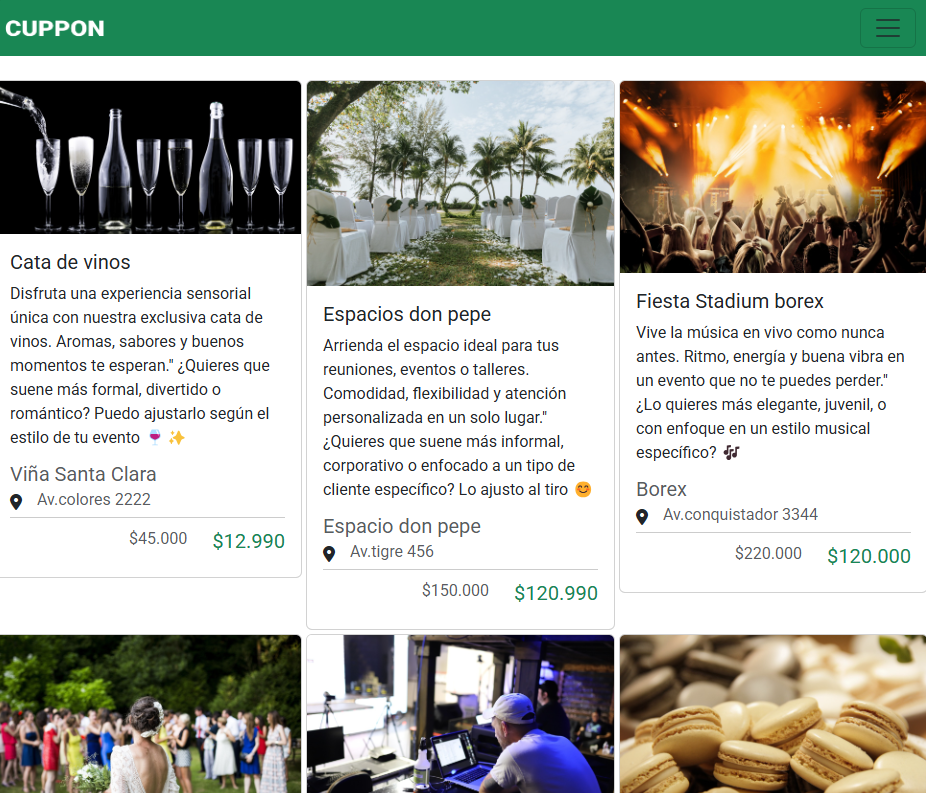 CUPPON
Cata de vinos
Disfruta una experiencia sensorial
única con nuestra exclusiva cata de
vinos. Aromas, sabores y buenos
momentos te esperan." ¿Quieres que
suene más formal, divertido o
romántico? Puedo ajustarlo según el
estilo de tu evento 🍷✨
Viña Santa Clara
Av.colores 2222
$45.000 $12.990
Espacios don pepe
Arrienda el espacio ideal para tus
reuniones, eventos o talleres.
Comodidad, flexibilidad y atención
personalizada en un solo lugar."
¿Quieres que suene más informal,
corporativo o enfocado a un tipo de
cliente específico? Lo ajusto al tiro 😊
Espacio don pepe
Av.tigre 456
$150.000 $120.990
Fiesta Stadium borex
Vive la música en vivo como nunca
antes. Ritmo, energía y buena vibra en
un evento que no te puedes perder."
¿Lo quieres más elegante, juvenil, o
con enfoque en un estilo musical
específico? 🎶
Borex
Av.conquistador 3344
$220.000 $120.000